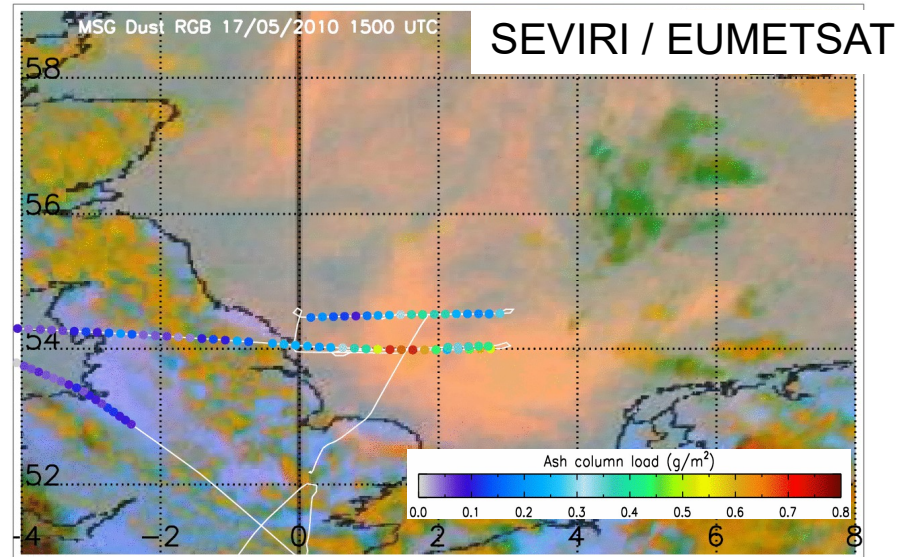 MSG Dust RGB 17/05/2010 1500 UTC
SEVIRI / EUMETSAT
58
56
54
52
Ash column load (g/m²)
0.0 0.1 0.2 0.3 0.4 0.5 0.6 0.7 0.8
-4 -2 0 2 4 6 8